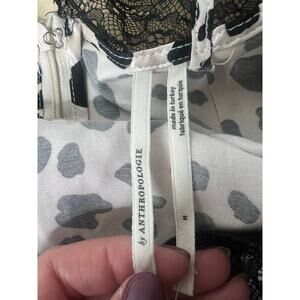 by ANTHROPOLOGIE
made in turkey
fabriqué en turquie
M